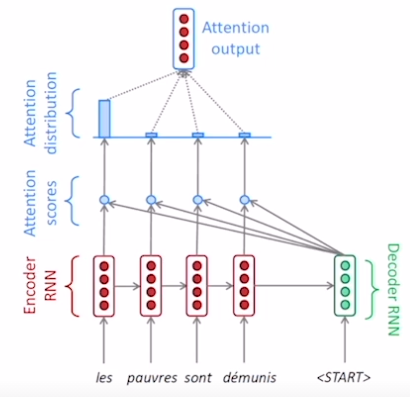 Attention
output
Attention
distribution
Attention
scores
Encoder
RNN
Decoder RNN
les pauvres sont démunis <START>